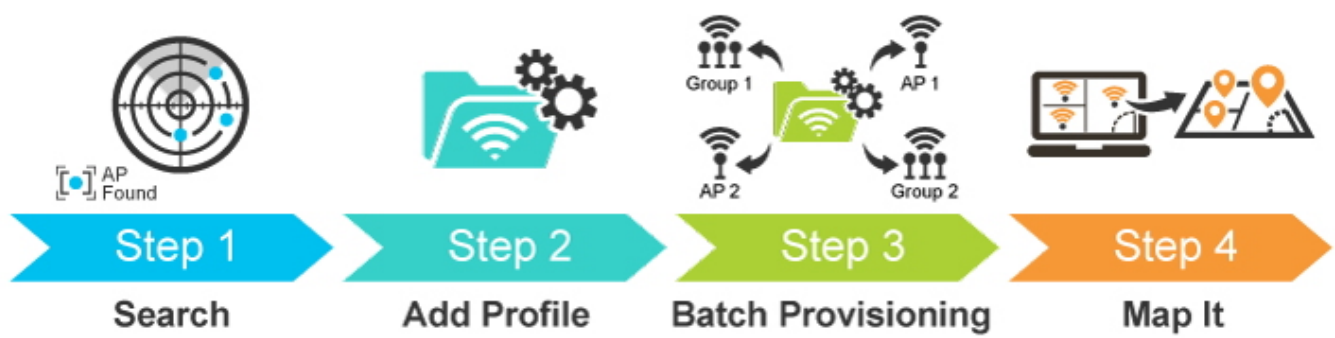 AP
Found
Group 1
AP 1
AP 2
Group 2
Step 1
Step 2
Step 3
Step 4
Search
Add Profile
Batch Provisioning
Map It